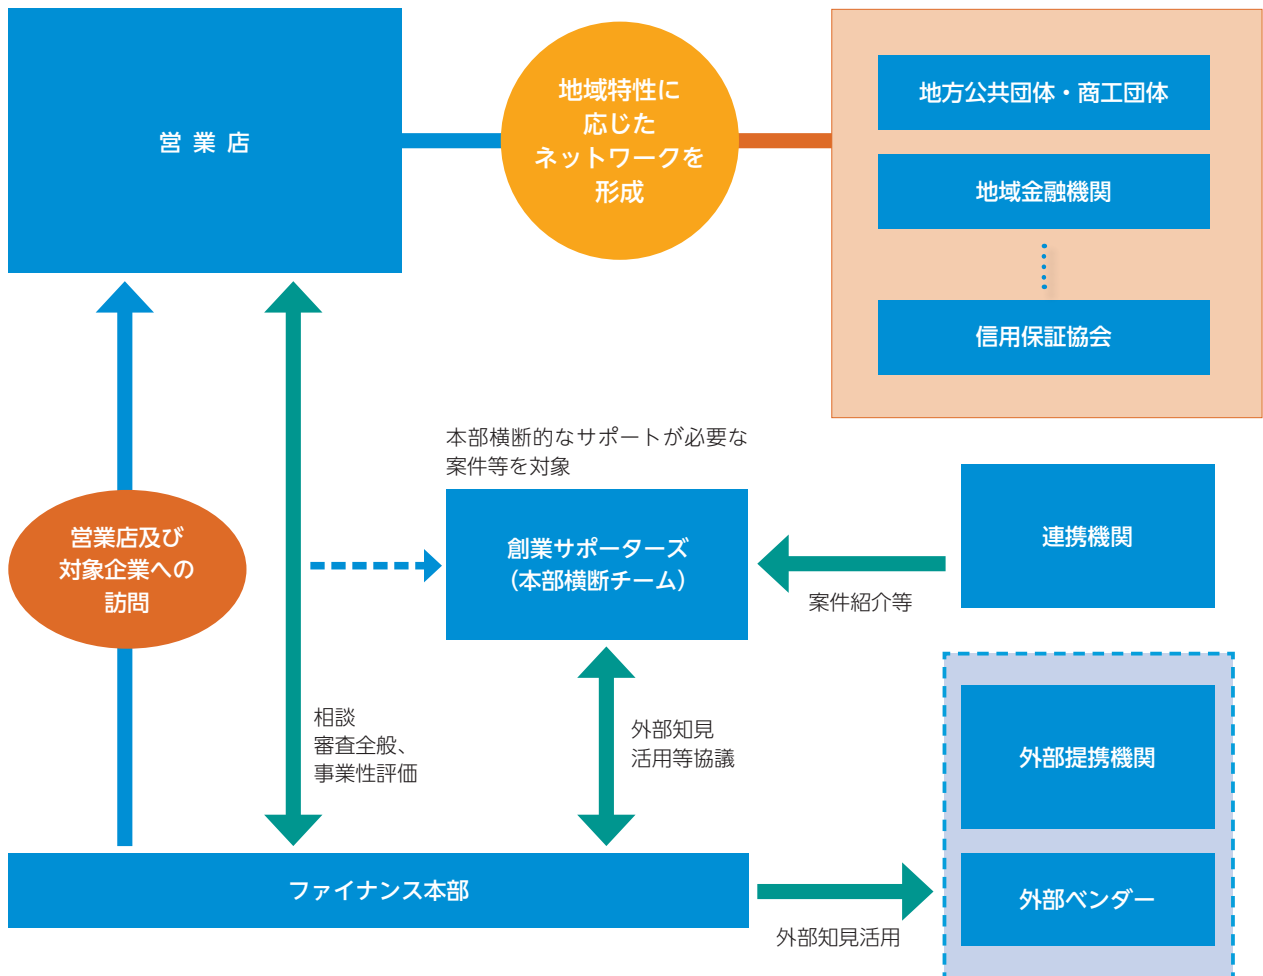 営業店
地域特性に
応じた
ネットワークを
形成
地方公共団体・商工団体
地域金融機関
信用保証協会
本部横断的なサポートが必要な
案件等を対象
創業サポーターズ
（本部横断チーム）
連携機関
案件紹介等
営業店及び
対象企業への
訪問
相談
審査全般、
事業性評価
外部知見
活用等協議
外部提携機関
外部ベンダー
ファイナンス本部
外部知見活用